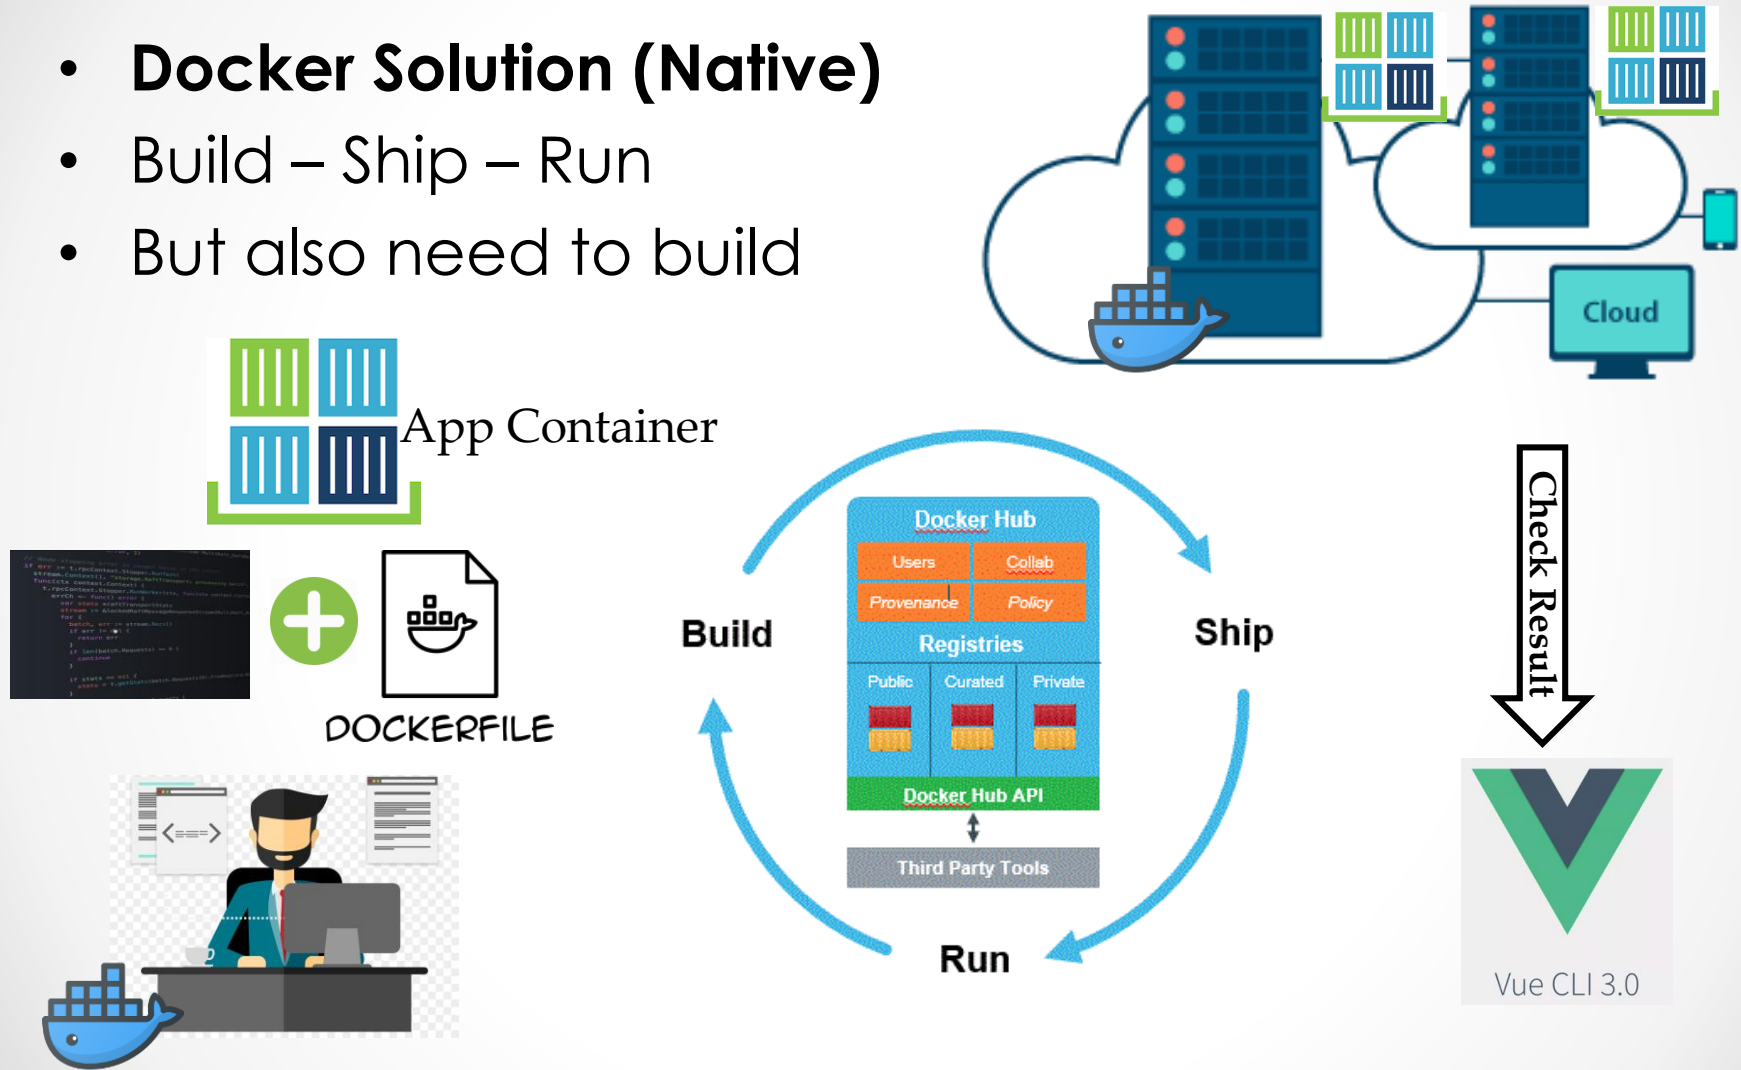 • Docker Solution (Native)
• Build – Ship – Run
• But also need to build
Cloud
App Container
DOCKERFILE
<===>
Build
Ship
Run
Docker Hub
Users Collab
Provenance Policy
Registries
Public Curated Private
Docker Hub API
Third Party Tools
Check Result
Vue CLI 3.0